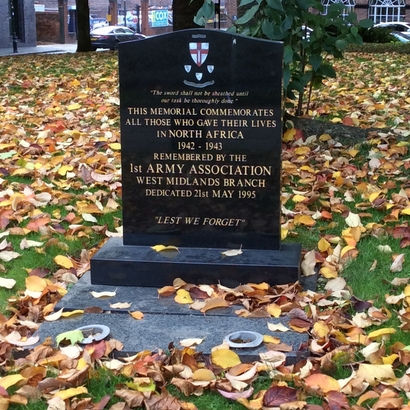 COX
"The sword shall not be sheathed until
our task be thoroughly done"
THIS MEMORIAL COMMEMORATES
ALL THOSE WHO GAVE THEIR LIVES
IN NORTH AFRICA
1942 - 1943
REMEMBERED BY THE
1st ARMY ASSOCIATION
WEST MIDLANDS BRANCH
DEDICATED 21st MAY 1995
"LEST WE FORGET"